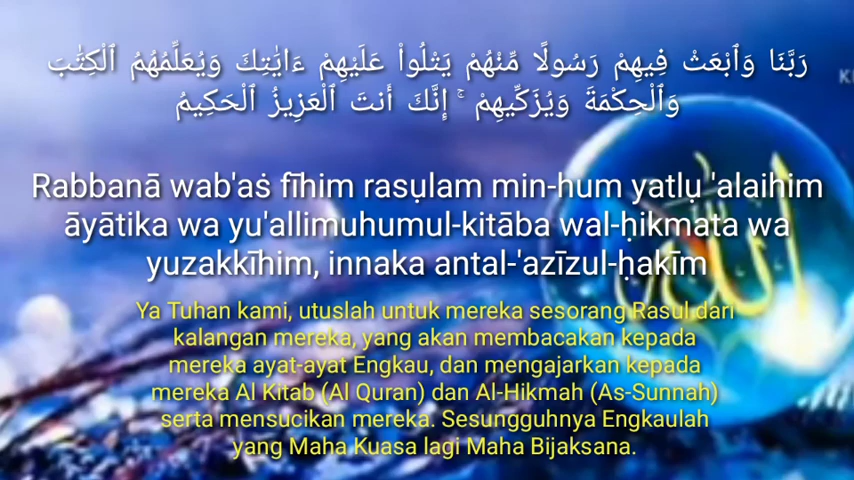 رَبَّنَا وَٱبْعَثْ فِيهِمْ رَسُولًا مِّنْهُمْ يَتْلُوا۟ عَلَيْهِمْ ءَايَٰتِكَ وَيُعَلِّمُهُمُ ٱلْكِتَٰبَ
وَٱلْحِكْمَةَ وَيُزَكِّيهِمْ ۚ إِنَّكَ أَنتَ ٱلْعَزِيزُ ٱلْحَكِيمُ
Rabbanā wab'aṡ fīhim rasụlam min-hum yatlụ 'alaihim
āyātika wa yu'allimuhumul-kitāba wal-ḥikmata wa
yuzakkīhim, innaka antal-'azīzul-ḥakīm
Ya Tuhan kami, utuslah untuk mereka sesorang Rasul dari
kalangan mereka, yang akan membacakan kepada
mereka ayat-ayat Engkau, dan mengajarkan kepada
mereka Al Kitab (Al Quran) dan Al-Hikmah (As-Sunnah)
serta mensucikan mereka. Sesungguhnya Engkaulah
yang Maha Kuasa lagi Maha Bijaksana.
الله